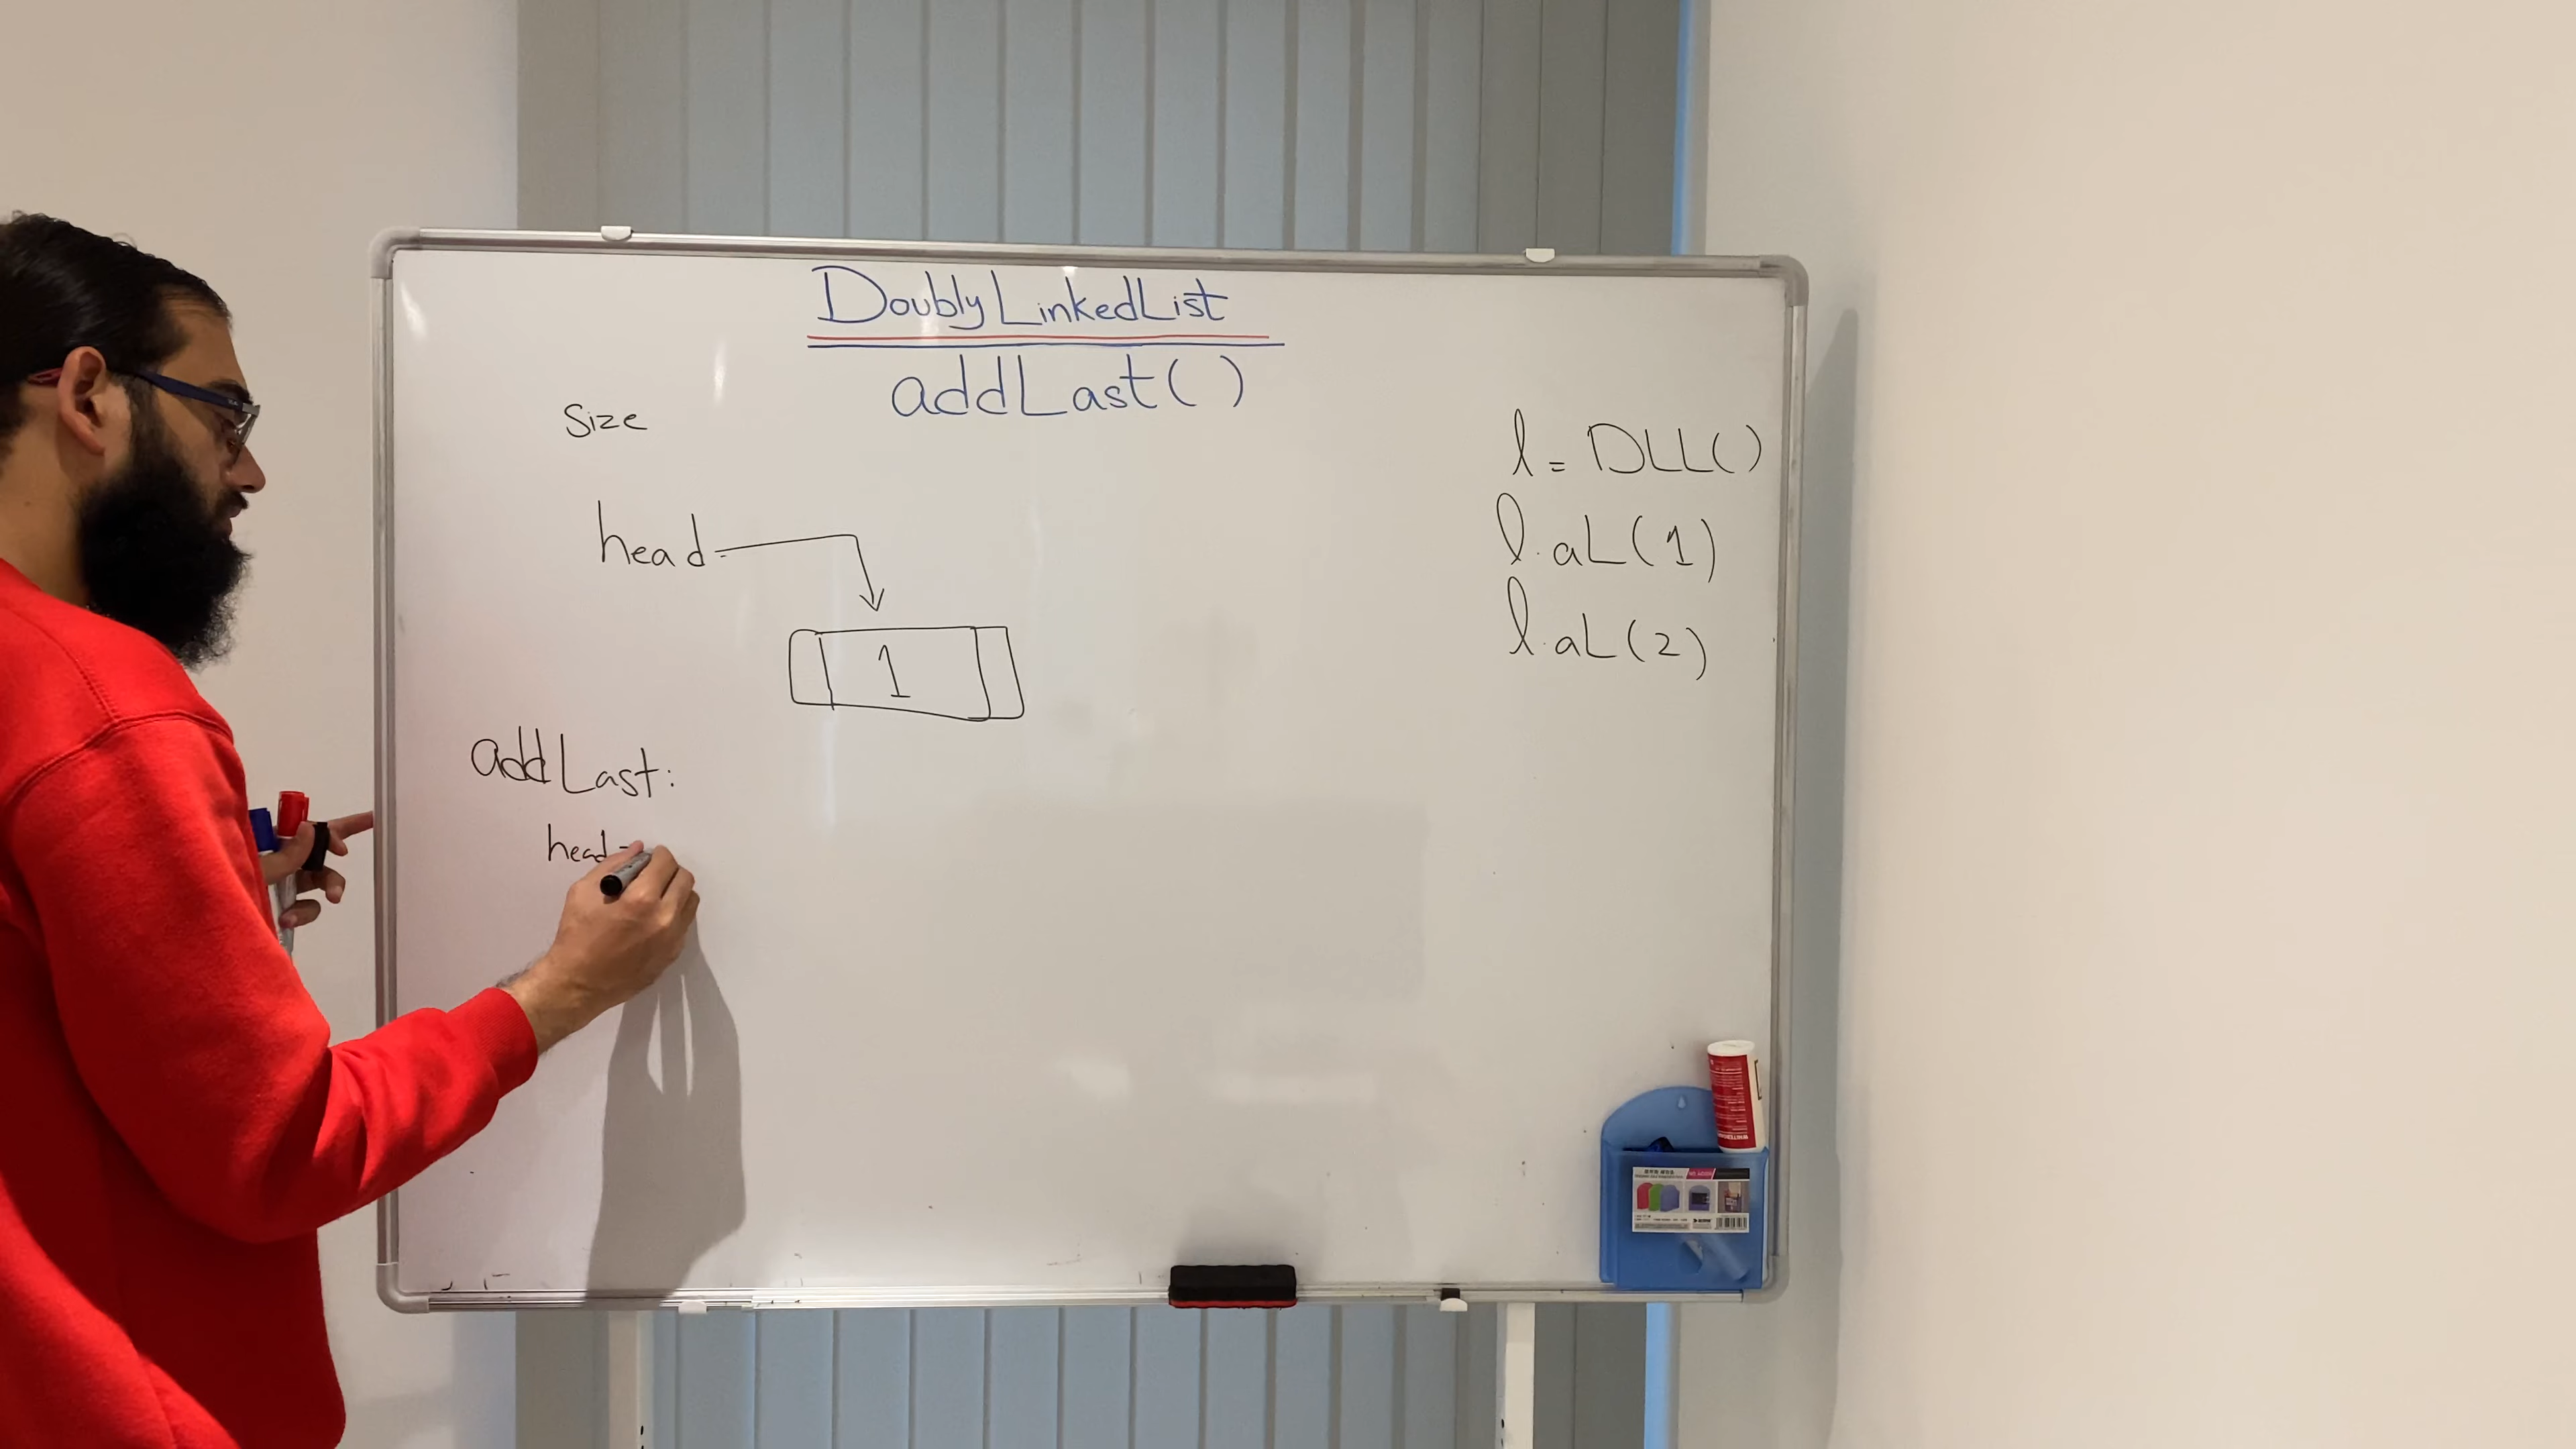 DoublyLinkedList
addLast()
Size
head
1
l = DLL()
l.aL(1)
l.aL(2)
addLast:
head=